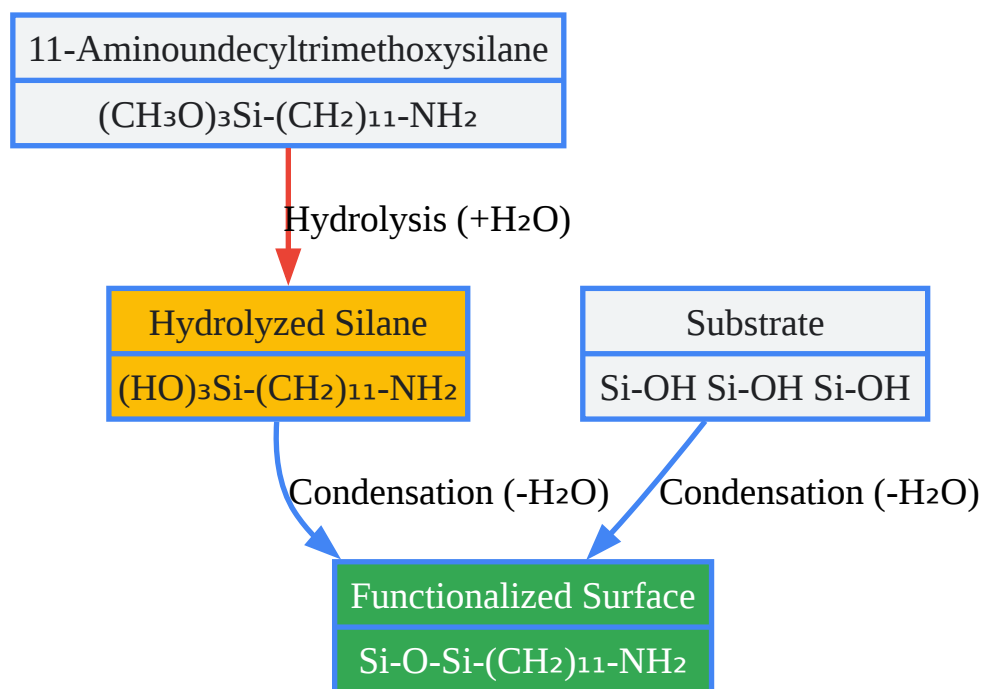 11-Aminoundecyltrimethoxysilane
(CH₃O)₃Si-(CH₂)₁₁-NH₂
Hydrolysis (+H₂O)
Hydrolyzed Silane
(HO)₃Si-(CH₂)₁₁-NH₂
Substrate
Si-OH Si-OH Si-OH
Condensation (-H₂O)
Condensation (-H₂O)
Functionalized Surface
Si-O-Si-(CH₂)₁₁-NH₂